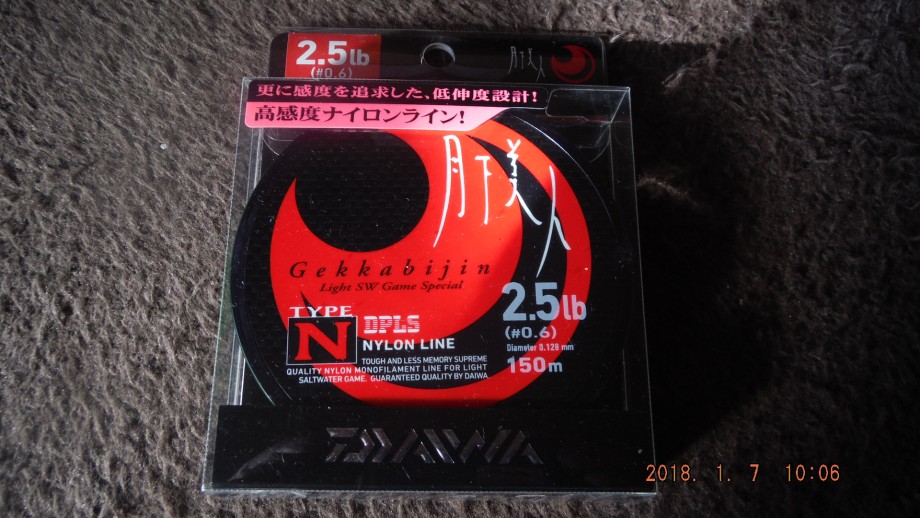 2.5lb
(#0.6)
月下美人
更に感度を追求した、低伸度設計!
高感度ナイロンライン!
月下美人
Gekkabijin
Light SW Game Special
TYPE
N
DPLS
NYLON LINE
TOUGH AND LESS MEMORY SUPREME
QUALITY NYLON MONOFILAMENT LINE FOR LIGHT
SALTWATER GAME. GUARANTEED QUALITY BY DAIWA
2.5lb
(#0.6)
Diameter 0.128 mm
150m
DAIWA
2018. 1. 7 10:06